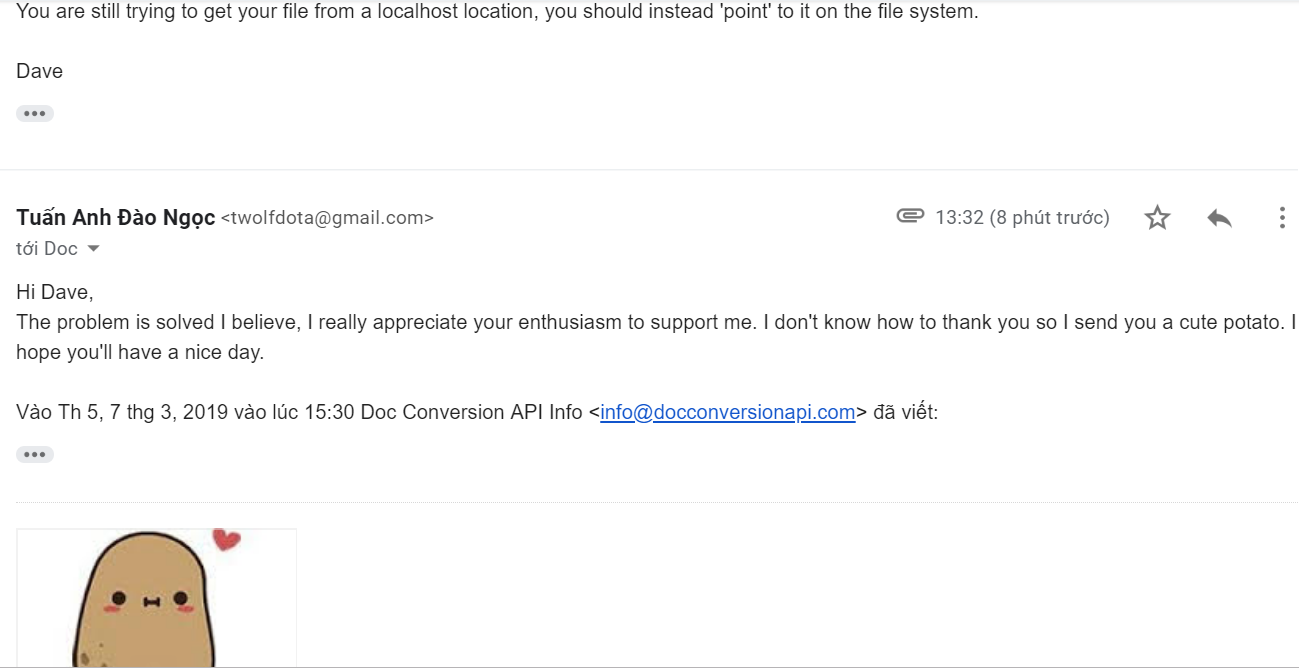 You are still trying to get your file from a localhost location, you should instead 'point' to it on the file system.
Dave
Tuấn Anh Đào Ngọc <twolfdota@gmail.com> 13:32 (8 phút trước)
tới Doc
Hi Dave,
The problem is solved I believe, I really appreciate your enthusiasm to support me. I don't know how to thank you so I send you a cute potato. I
hope you'll have a nice day.
Vào Th 5, 7 thg 3, 2019 vào lúc 15:30 Doc Conversion API Info <info@docconversionapi.com> đã viết: